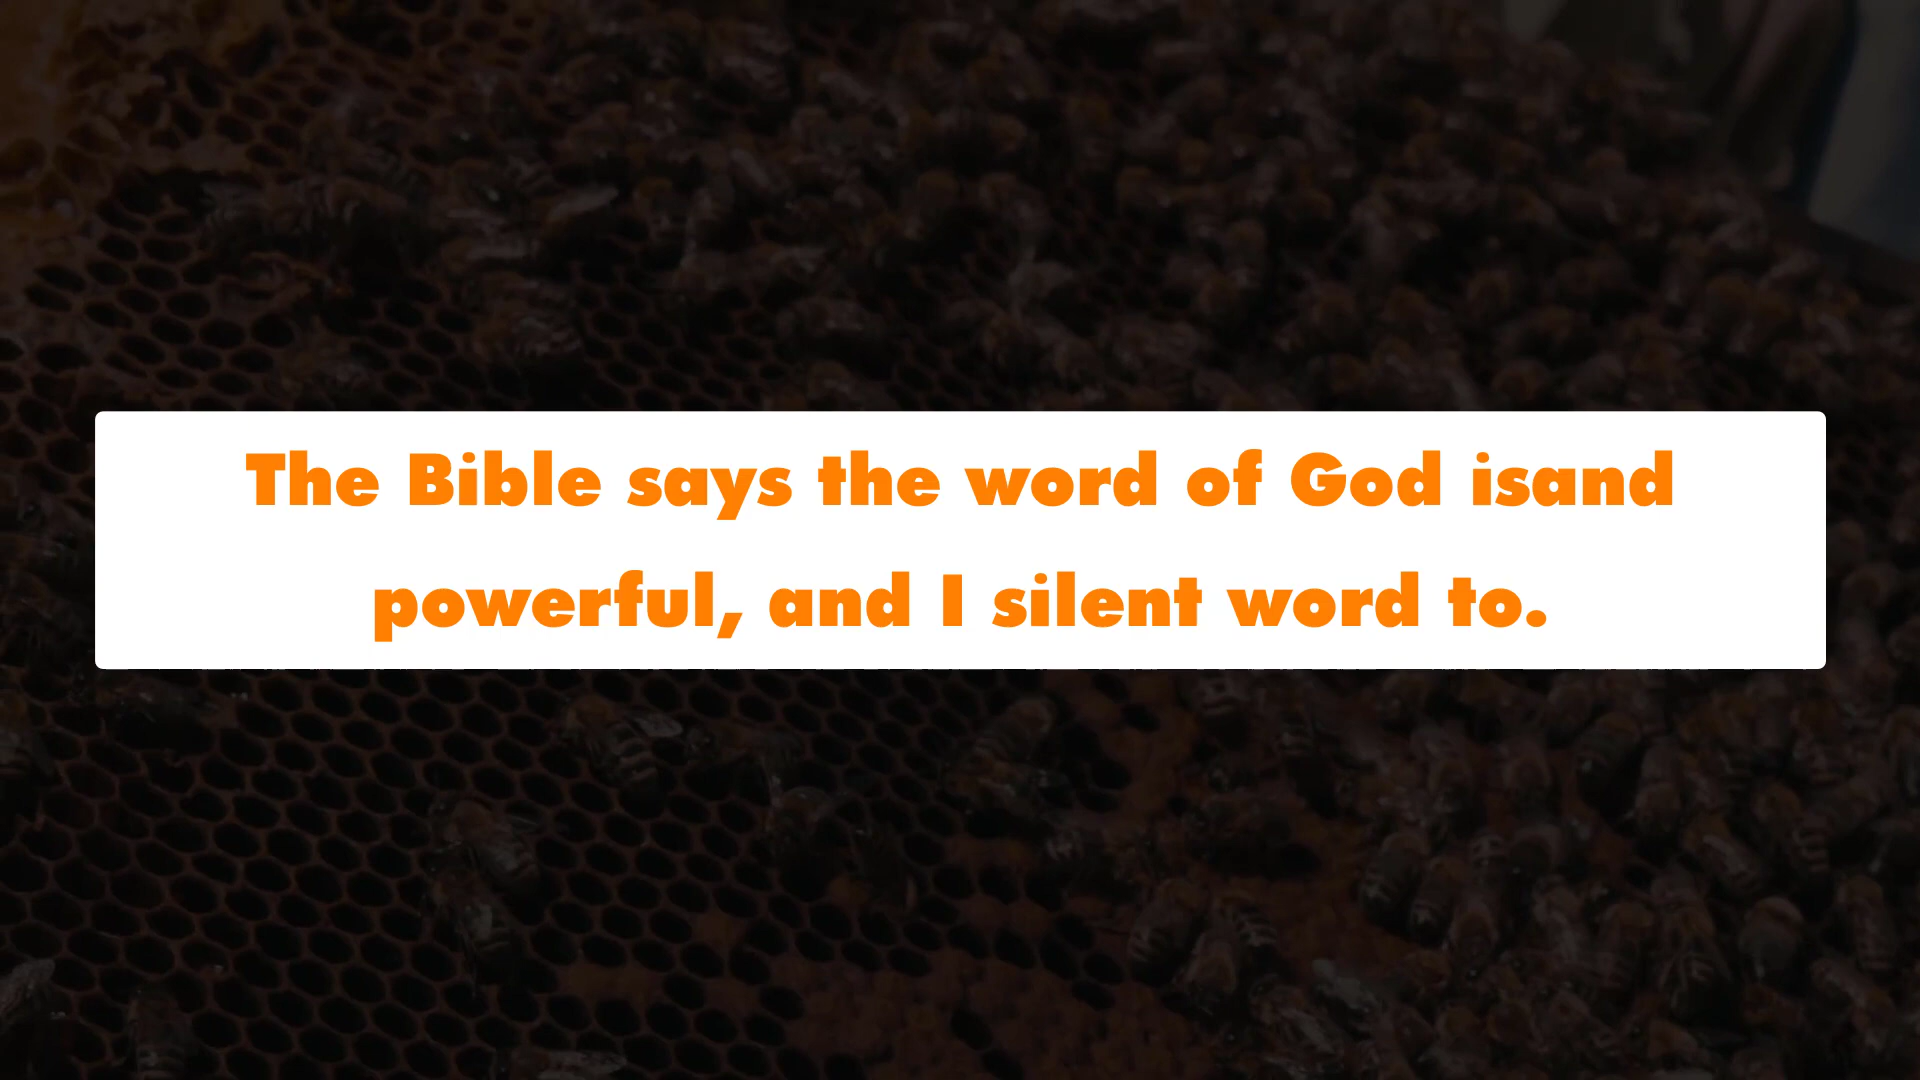 The Bible says the word of God isand
powerful, and I silent word to.